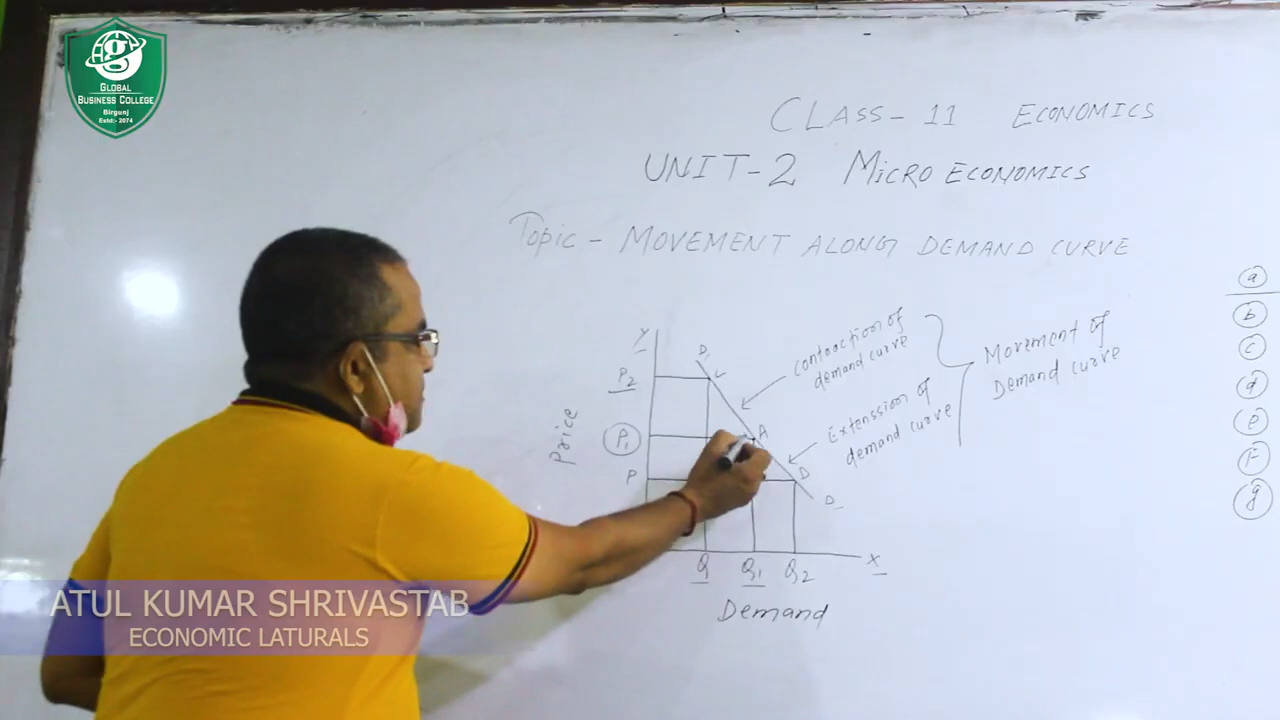 g
GLOBAL
BUSINESS COLLEGE
Birgunj
Estd:- 2074
CLASS - 11 ECONOMICS
UNIT-2 MICRO ECONOMICS
Topic - MOVEMENT ALONG DEMAND CURVE
Y
D
P2
C
contraction of
demand curve
Movement of
Demand curve
Price
P1
A
Extenssion of
demand curve
P
D
D
Q
Q1
Q2
X
Demand
a
b
c
d
e
F
g
ATUL KUMAR SHRIVASTAB
ECONOMIC LATURALS